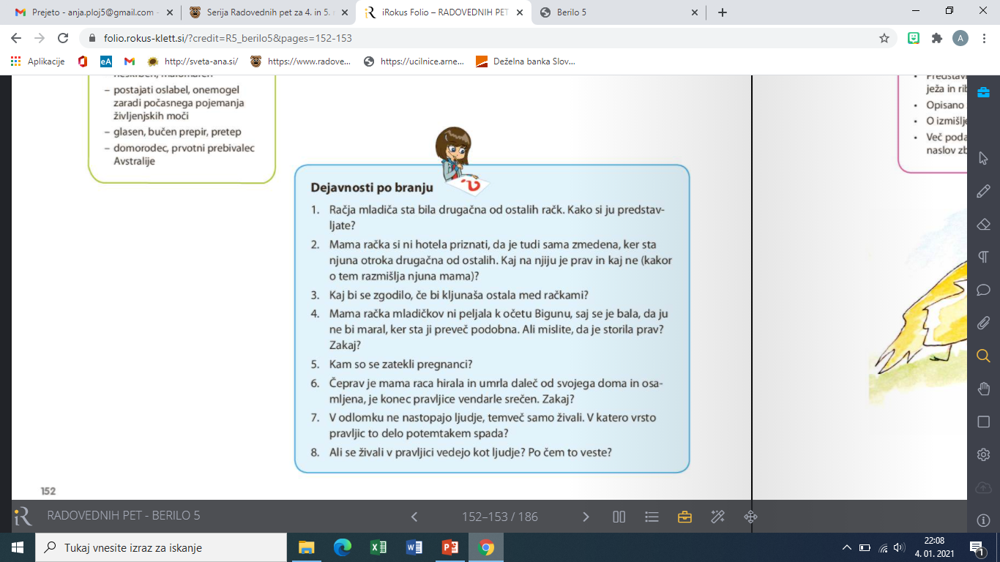 Prejeto - anja.ploj5@gmail.com -
Serija Radovednih pet za 4. in 5. r
iRokus Folio – RADOVEDNIH PET
Berilo 5
folio.rokus-klett.si/?credit=R5_berilo5&pages=152-153
A
Aplikacije
eA
http://sveta-ana.si/
https://www.radove...
https://ucilnice.arne...
Deželna banka Slov...
– postajati oslabel, onemogel
zaradi počasnega pojemanja
življenjskih moči
– glasen, bučen prepir, pretep
– domorodec, prvotni prebivalec
Avstralije
Dejavnosti po branju
1. Račja mladiča sta bila drugačna od ostalih račk. Kako si ju predstav-
ljate?
2. Mama račka si ni hotela priznati, da je tudi sama zmedena, ker sta
njuna otroka drugačna od ostalih. Kaj na njiju je prav in kaj ne (kakor
o tem razmišlja njuna mama)?
3. Kaj bi se zgodilo, če bi kljunaša ostala med račkami?
4. Mama račka mladičkov ni peljala k očetu Bigunu, saj se je bala, da ju
ne bi maral, ker sta ji preveč podobna. Ali mislite, da je storila prav?
Zakaj?
5. Kam so se zatekli pregnanci?
6. Čeprav je mama raca hirala in umrla daleč od svojega doma in osa-
mljena, je konec pravljice vendarle srečen. Zakaj?
7. V odlomku ne nastopajo ljudje, temveč samo živali. V katero vrsto
pravljic to delo potemtakem spada?
8. Ali se živali v pravljici vedejo kot ljudje? Po čem to veste?
152
ježa in rib
• Opisano
• O izmišlje
• Več poda
naslov zb
RADOVEDNIH PET - BERILO 5
152–153 / 186
Tukaj vnesite izraz za iskanje
22:08
4. 01. 2021
1